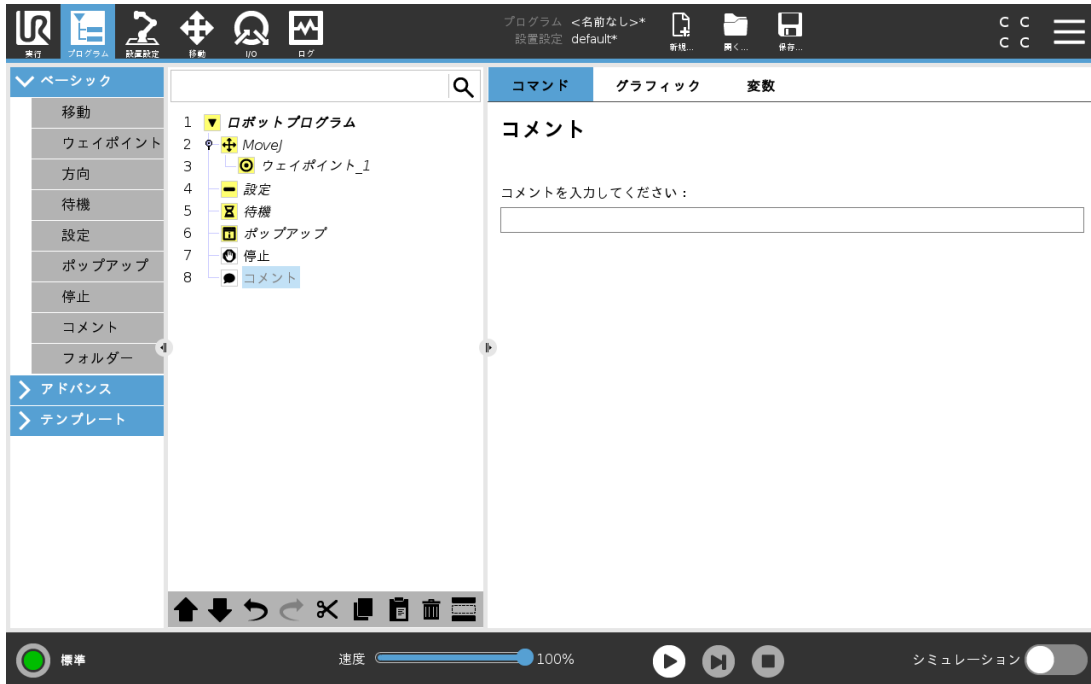 UR
実行
プログラム
設置設定
移動
I/O
ログ
プログラム <名前なし>*
設置設定 default*
新規...
開く...
保存...
C C
C C
ベーシック
移動
ウェイポイント
方向
待機
設定
ポップアップ
停止
コメント
フォルダー
アドバンス
テンプレート
1 ロボットプログラム
2 MoveJ
3 ウェイポイント_1
4 設定
5 待機
6 ポップアップ
7 停止
8 コメント
コマンド グラフィック 変数
コメント
コメントを入力してください：
標準
速度 100%
シミュレーション